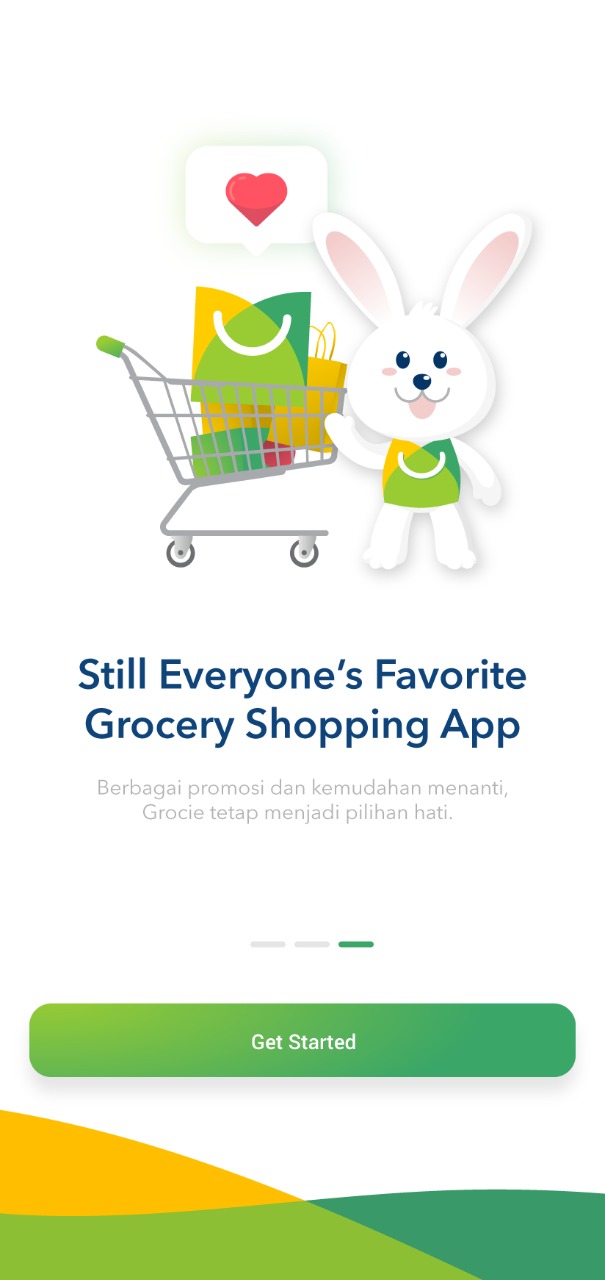 Still Everyone’s Favorite
Grocery Shopping App
Berbagai promosi dan kemudahan menanti,
Grocie tetap menjadi pilihan hati.
Get Started